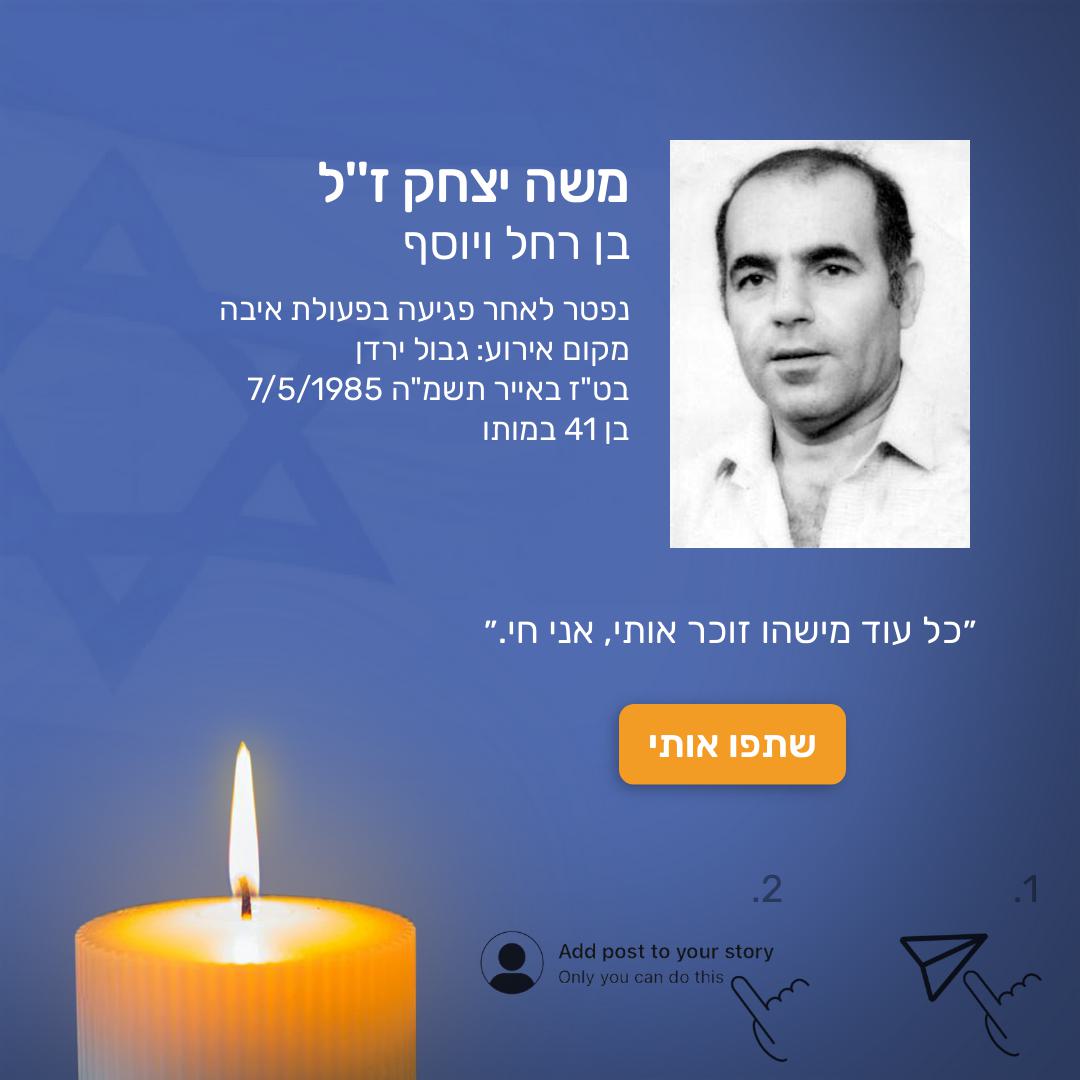 משה יצחק ז"ל
בן רחל ויוסף
נפטר לאחר פגיעה בפעולת איבה
מקום אירוע: גבול ירדן
בט"ז באייר תשמ"ה 7/5/1985
בן 41 במותו
״כל עוד מישהו זוכר אותי, אני חי.״
שתפו אותי
1.
2.
Add post to your story
Only you can do this